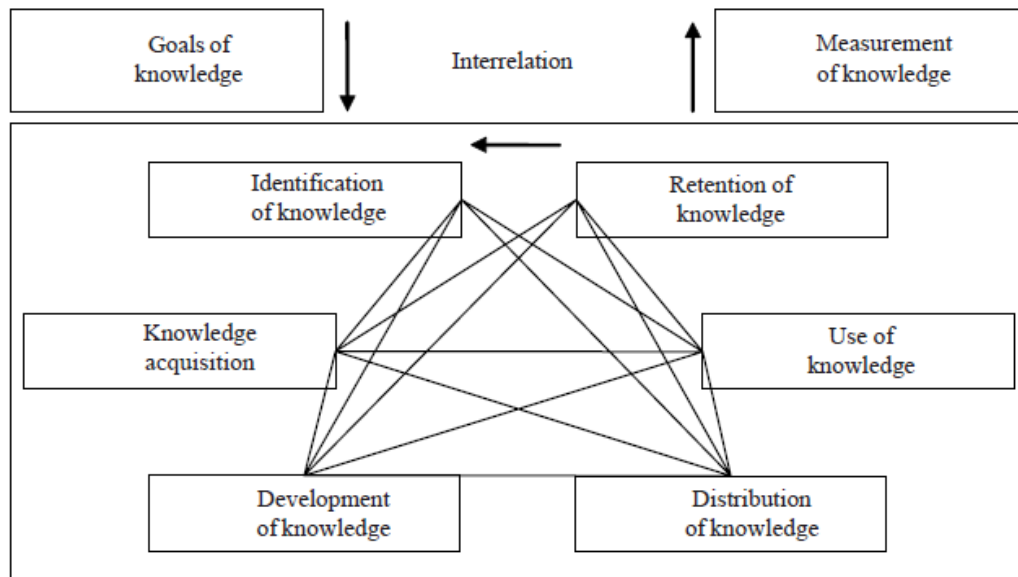 Goals of
knowledge
Interrelation
Measurement
of knowledge
Identification
of knowledge
Retention of
knowledge
Knowledge
acquisition
Use of
knowledge
Development
of knowledge
Distribution
of knowledge